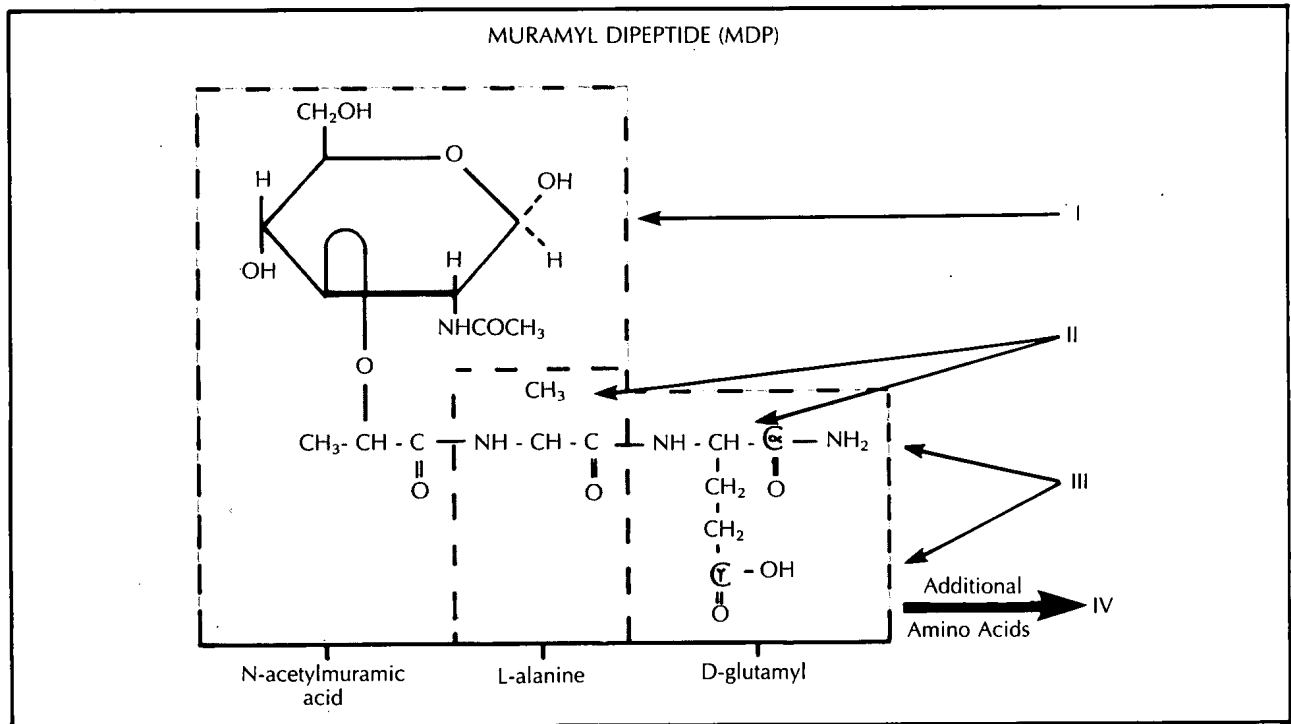 MURAMYL DIPEPTIDE (MDP)
CH₂OH
O
H
OH
I
H
H
OH
NHCOCH₃
II
O
CH₃
CH₃- CH - C — NH - CH - C — NH - CH - C — NH₂
α
O
O
CH₂
O
III
CH₂
C - OH
γ
O
Additional
IV
Amino Acids
N-acetylmuramic
acid
L-alanine
D-glutamyl